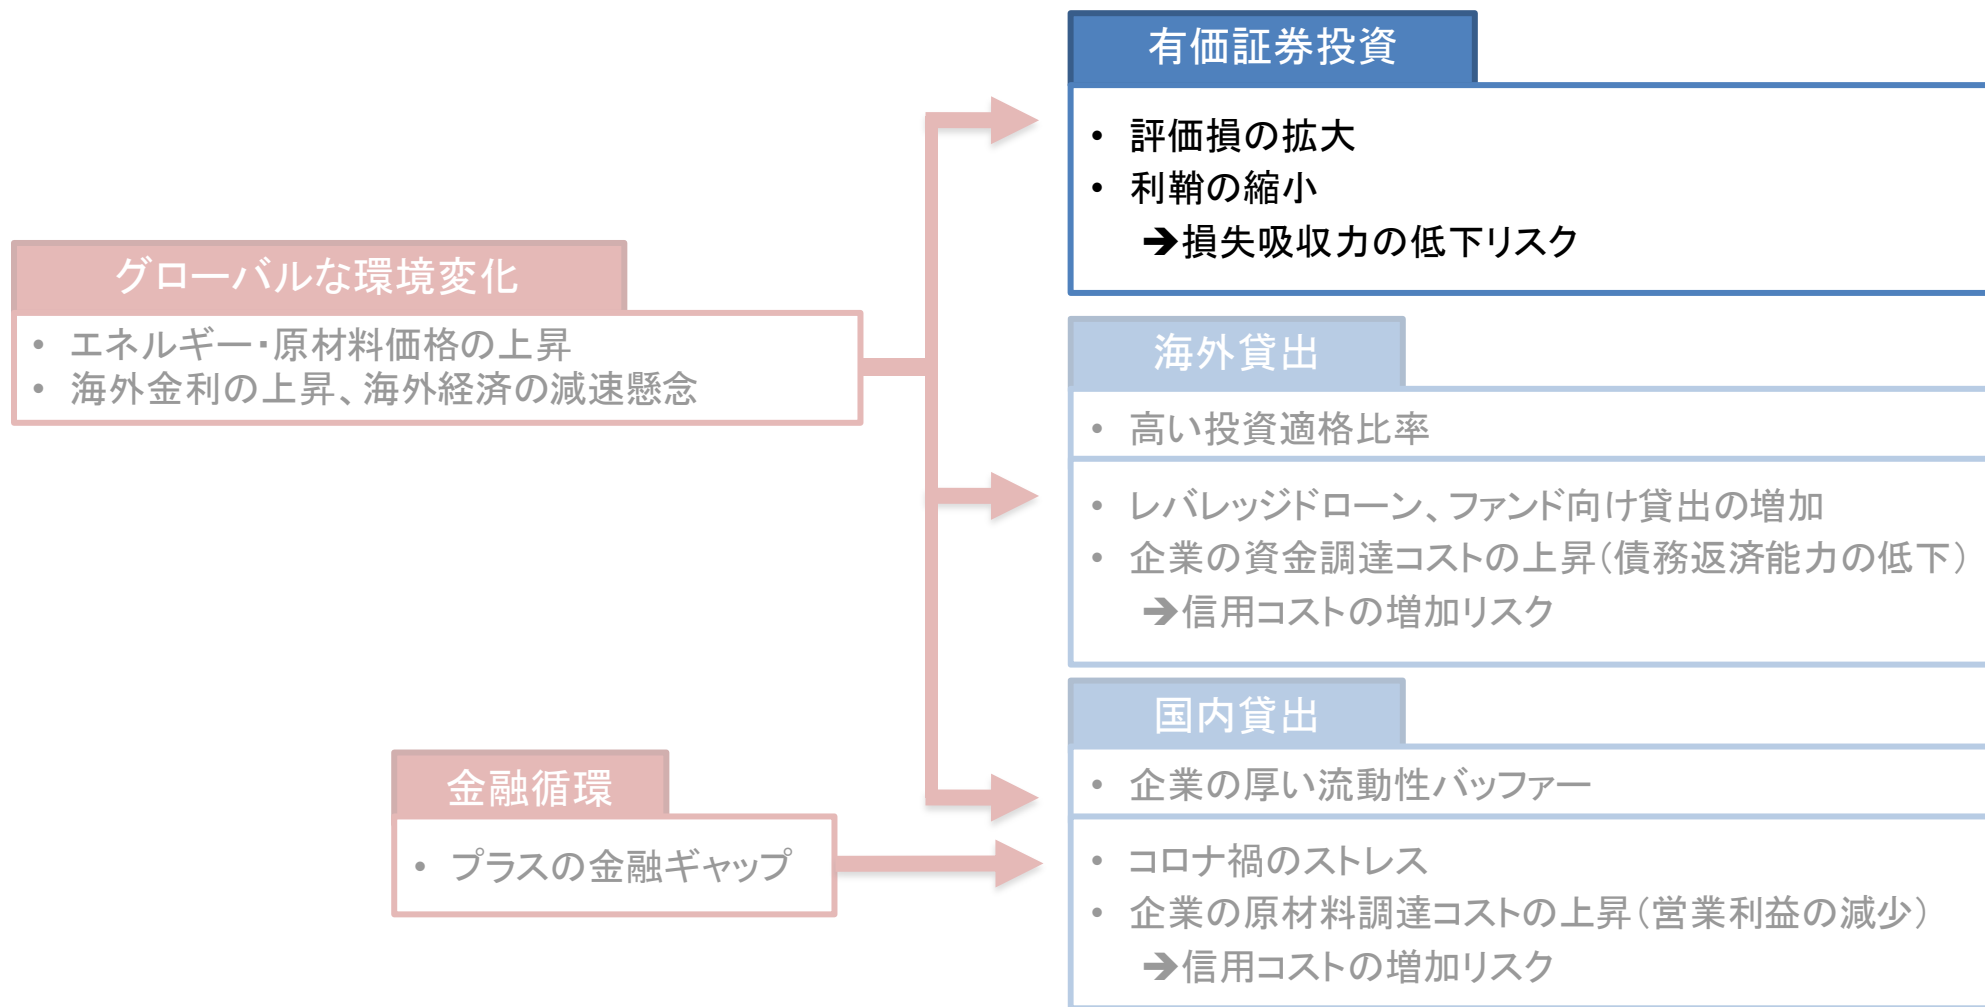 有価証券投資
• 評価損の拡大
• 利鞘の縮小
➔損失吸収力の低下リスク
グローバルな環境変化
• エネルギー・原材料価格の上昇
• 海外金利の上昇、海外経済の減速懸念
海外貸出
• 高い投資適格比率
• レバレッジドローン、ファンド向け貸出の増加
• 企業の資金調達コストの上昇（債務返済能力の低下）
➔信用コストの増加リスク
国内貸出
• 企業の厚い流動性バッファー
金融循環
• プラスの金融ギャップ
• コロナ禍のストレス
• 企業の原材料調達コストの上昇（営業利益の減少）
➔信用コストの増加リスク